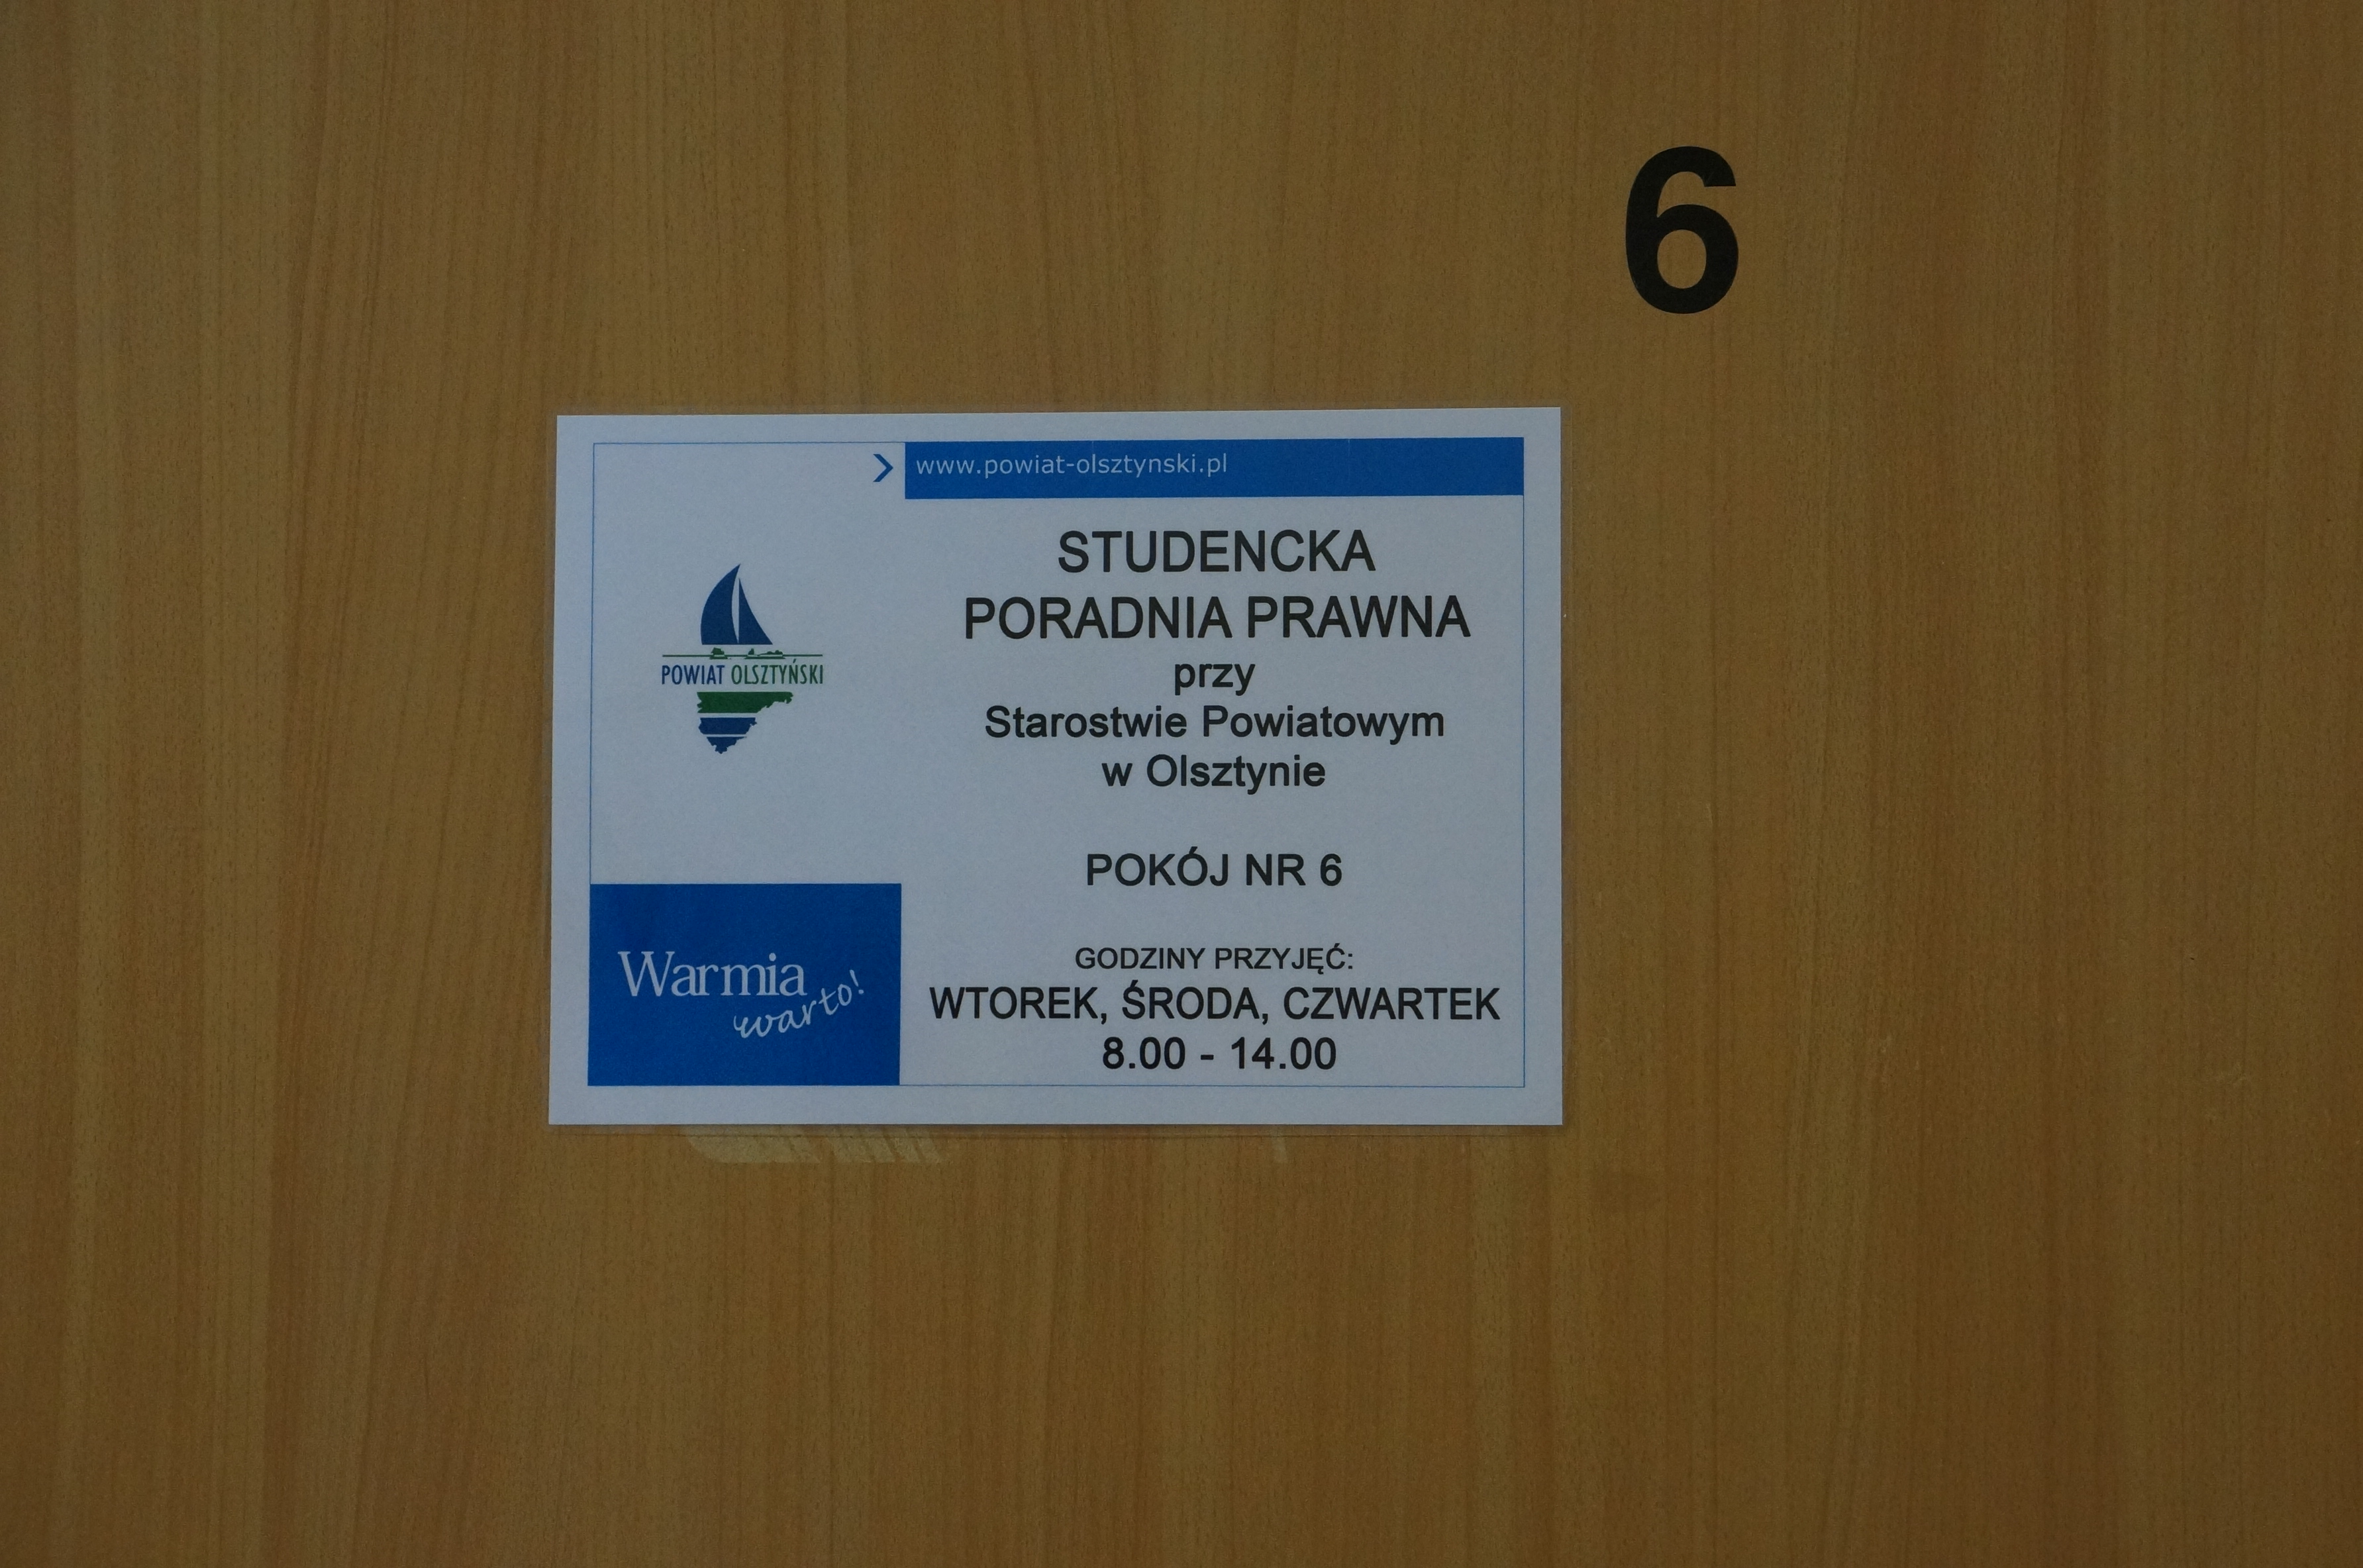 6
www.powiat-olsztynski.pl
POWIAT OLSZTYŃSKI
STUDENCKA
PORADNIA PRAWNA
przy
Starostwie Powiatowym
w Olsztynie
POKÓJ NR 6
GODZINY PRZYJĘĆ:
WTOREK, ŚRODA, CZWARTEK
8.00 - 14.00
Warmia
warto!